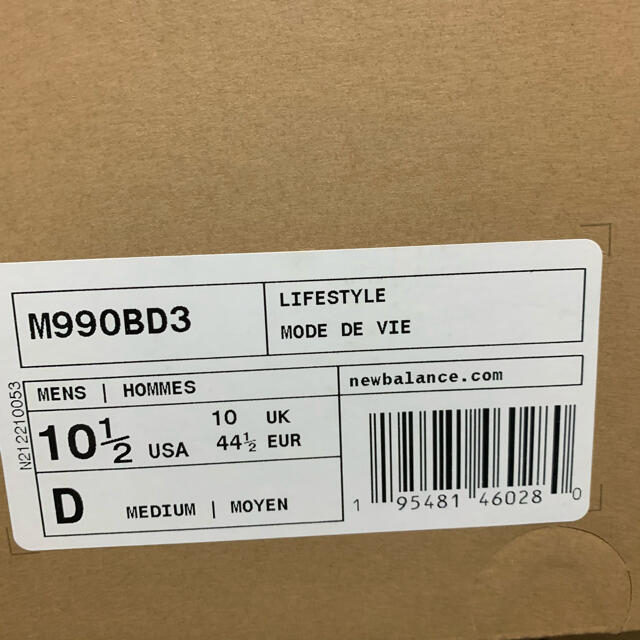 M990BD3
LIFESTYLE
MODE DE VIE
N212210053
MENS | HOMMES
newbalance.com
10½ USA
10 UK
44½ EUR
D MEDIUM | MOYEN
1 95481 46028 0